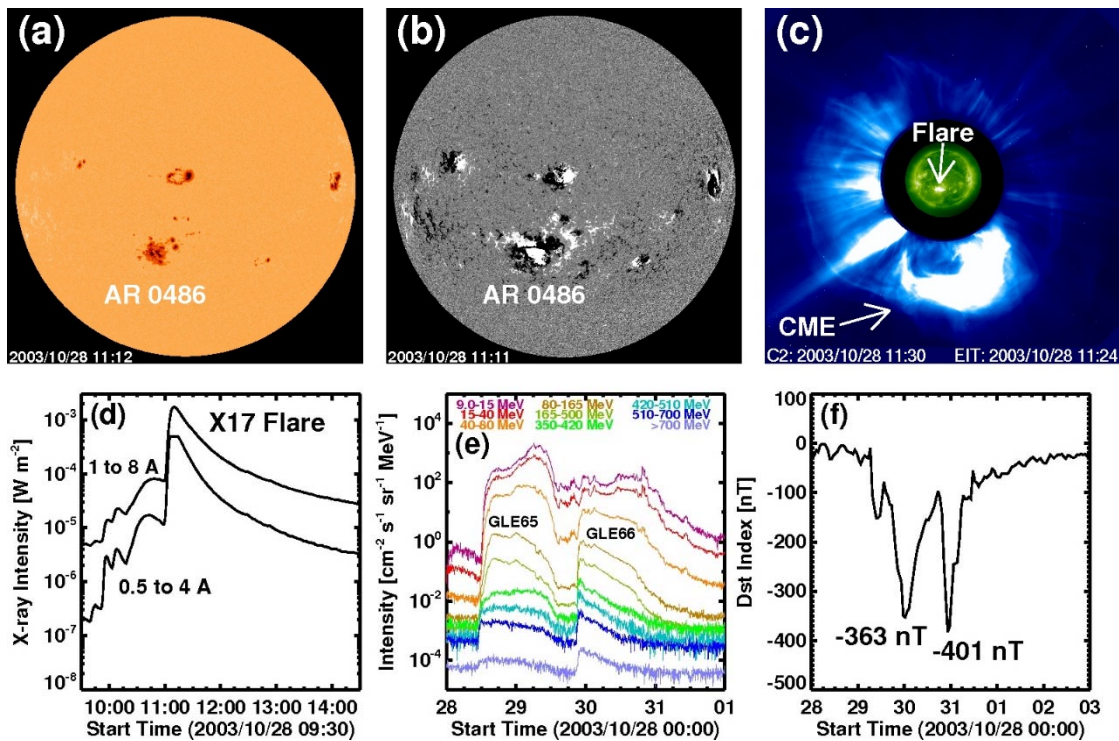 (a)
AR 0486
2003/10/28 11:12
(b)
AR 0486
2003/10/28 11:11
(c)
Flare
CME
C2: 2003/10/28 11:30 EIT: 2003/10/28 11:24
(d)
X17 Flare
1 to 8 A
0.5 to 4 A
X-ray Intensity [W m-2]
10-3
10-4
10-5
10-6
10-7
10-8
10:00 11:00 12:00 13:00 14:00
Start Time (2003/10/28 09:30)
9.0-15 MeV 80-165 MeV 420-510 MeV
15-40 MeV 165-500 MeV 510-700 MeV
40-80 MeV 350-420 MeV >700 MeV
(e)
GLE65
GLE66
Intensity [cm-2 s-1 sr-1 MeV-1]
104
102
100
10-2
10-4
28 29 30 31 01
Start Time (2003/10/28 00:00)
(f)
-363 nT
-401 nT
Dst Index [nT]
100
0
-100
-200
-300
-400
-500
28 29 30 31 01 02 03
Start Time (2003/10/28 00:00)